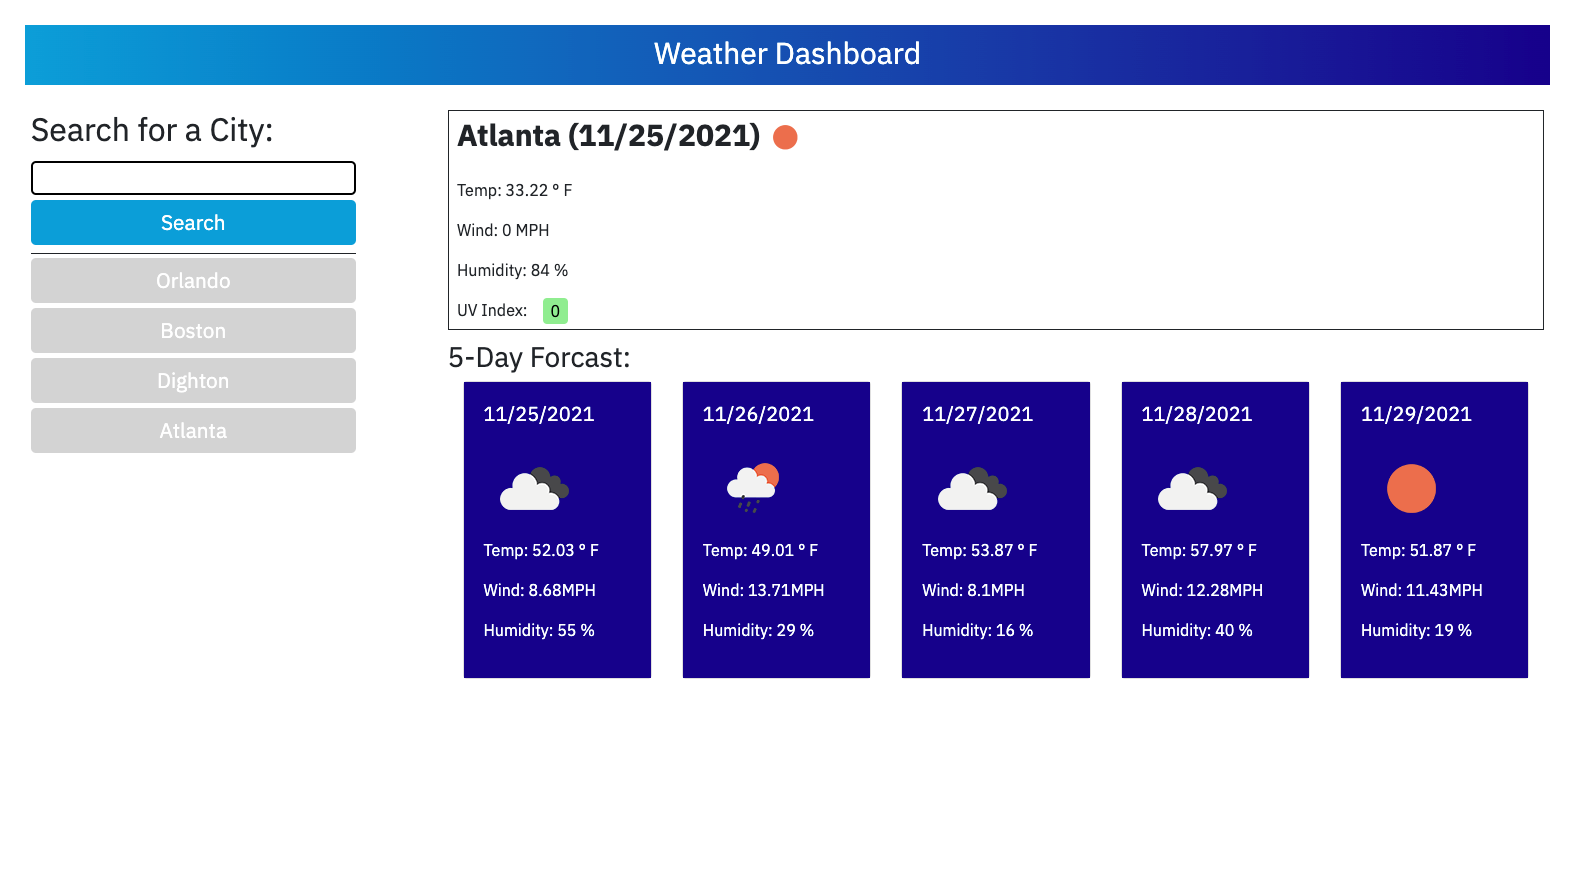 Weather Dashboard
Search for a City:
Search
Orlando
Boston
Dighton
Atlanta
Atlanta (11/25/2021)
Temp: 33.22 ° F
Wind: 0 MPH
Humidity: 84 %
UV Index: 0
5-Day Forcast:
11/25/2021
Temp: 52.03 ° F
Wind: 8.68MPH
Humidity: 55 %
11/26/2021
Temp: 49.01 ° F
Wind: 13.71MPH
Humidity: 29 %
11/27/2021
Temp: 53.87 ° F
Wind: 8.1MPH
Humidity: 16 %
11/28/2021
Temp: 57.97 ° F
Wind: 12.28MPH
Humidity: 40 %
11/29/2021
Temp: 51.87 ° F
Wind: 11.43MPH
Humidity: 19 %